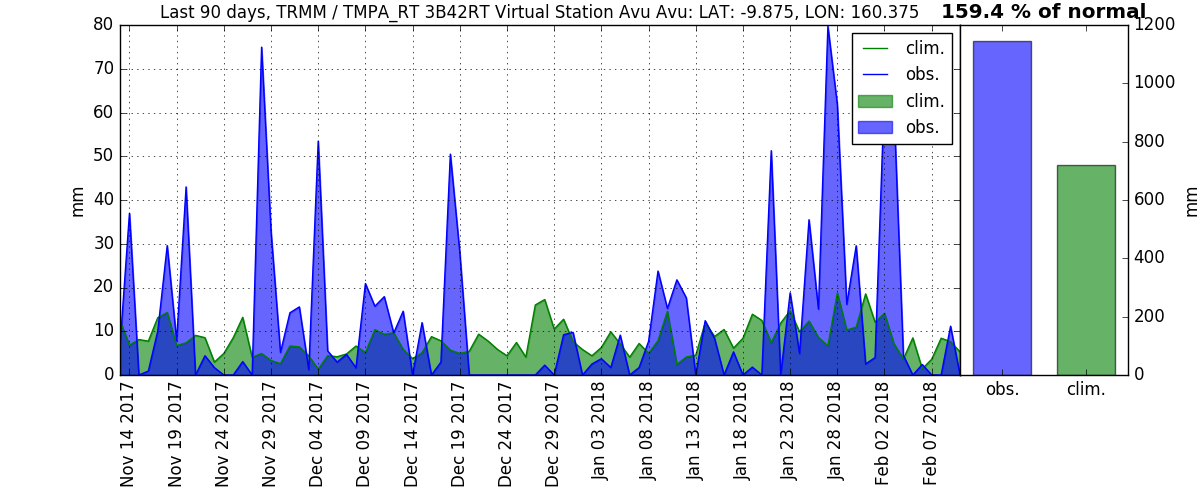 Last 90 days, TRMM / TMPA_RT 3B42RT Virtual Station Avu Avu: LAT: -9.875, LON: 160.375
159.4 % of normal
80
70
60
50
40
30
20
10
0
mm
clim.
obs.
clim.
obs.
Nov 14 2017
Nov 19 2017
Nov 24 2017
Nov 29 2017
Dec 04 2017
Dec 09 2017
Dec 14 2017
Dec 19 2017
Dec 24 2017
Dec 29 2017
Jan 03 2018
Jan 08 2018
Jan 13 2018
Jan 18 2018
Jan 23 2018
Jan 28 2018
Feb 02 2018
Feb 07 2018
1200
1000
800
600
400
200
0
mm
obs.
clim.